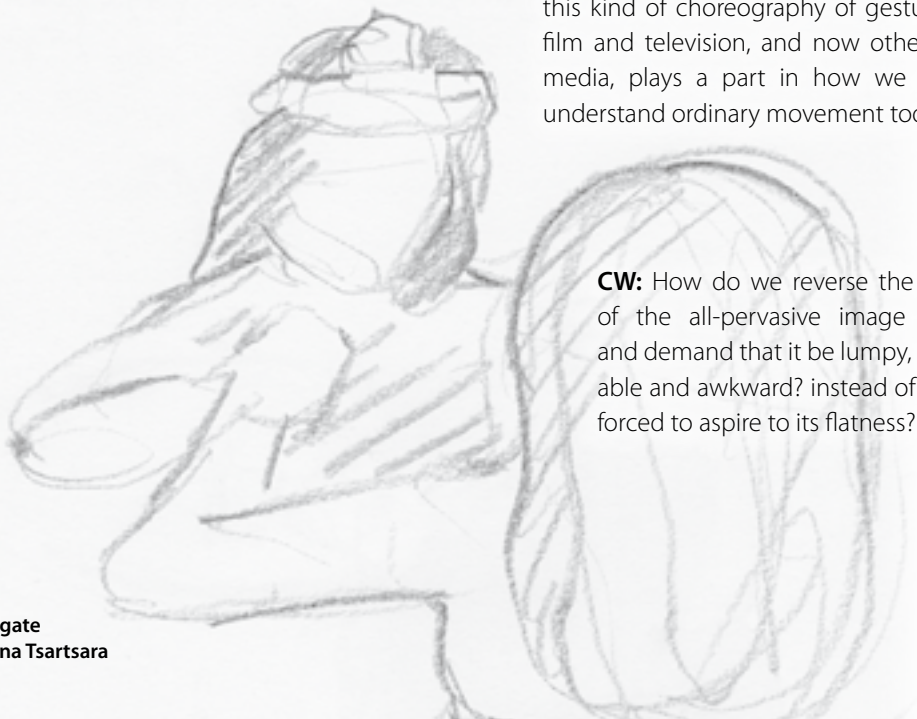 this kind of choreography of gestu
film and television, and now othe
media, plays a part in how we
understand ordinary movement
CW: How do we reverse the
of the all-pervasive image
and demand that it be lumpy,
able and awkward? instead of
forced to aspire to its flatness?
gate
na Tsartsara